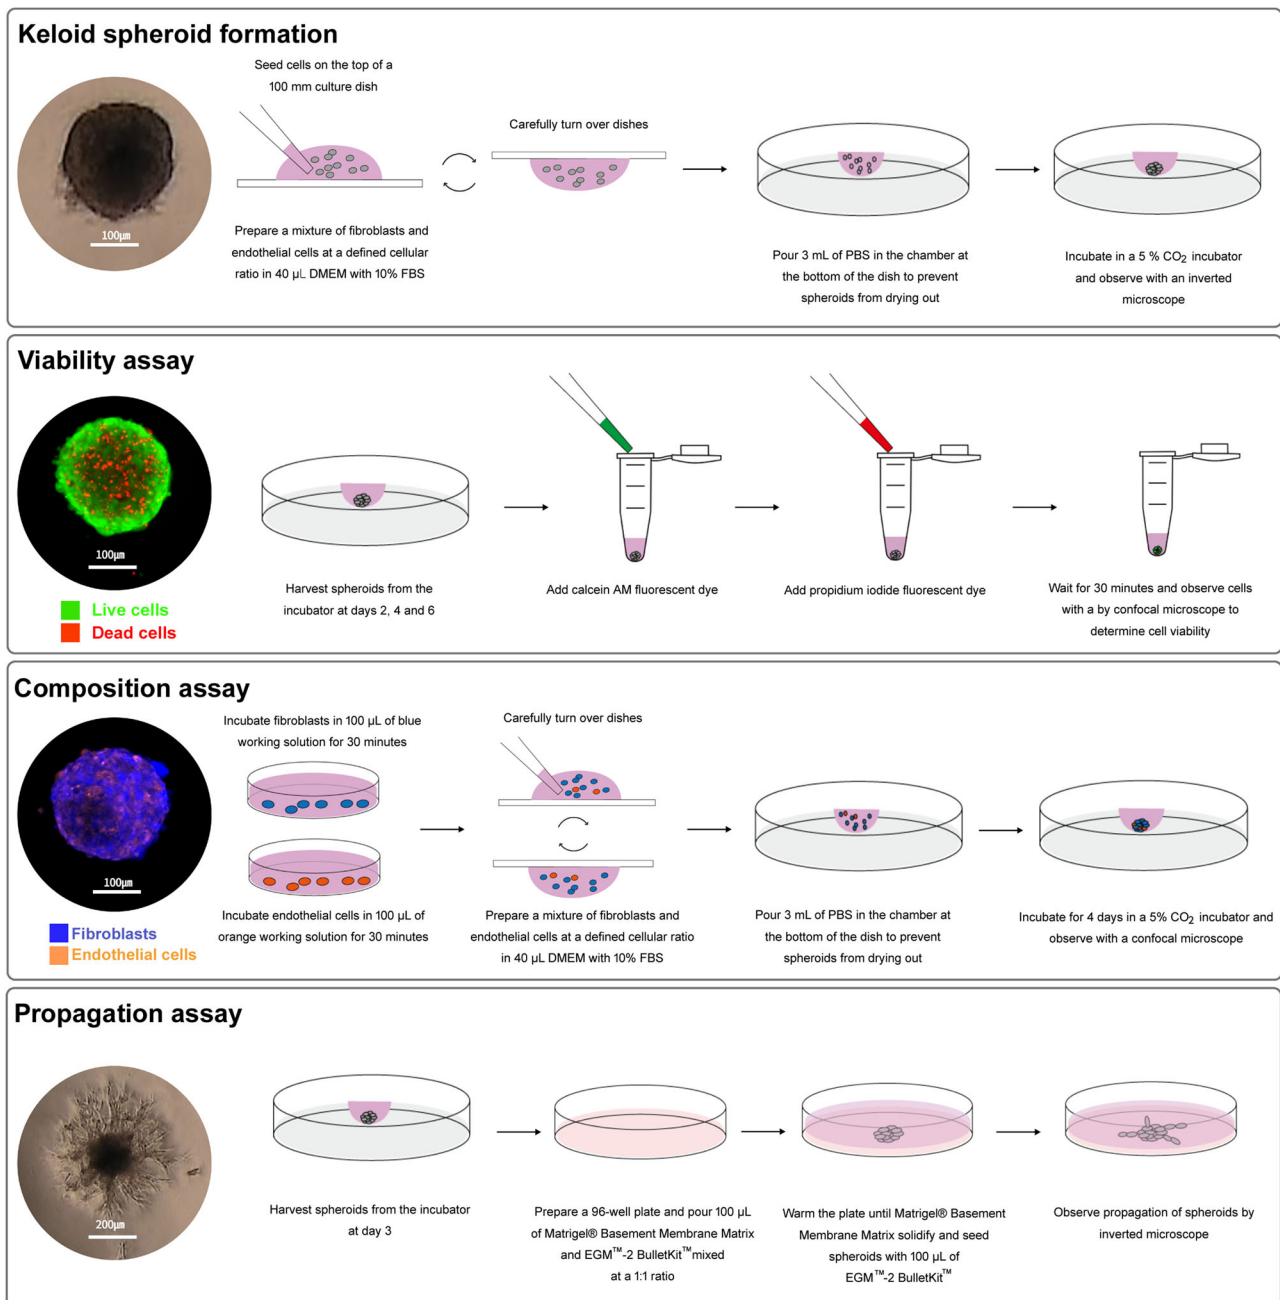 Keloid spheroid formation
Seed cells on the top of a
100 mm culture dish
Carefully turn over dishes
100µm
Prepare a mixture of fibroblasts and
endothelial cells at a defined cellular
ratio in 40 µL DMEM with 10% FBS
Pour 3 mL of PBS in the chamber at
the bottom of the dish to prevent
spheroids from drying out
Incubate in a 5 % CO₂ incubator
and observe with an inverted
microscope
Viability assay
100µm
Live cells
Dead cells
Harvest spheroids from the
incubator at days 2, 4 and 6
Add calcein AM fluorescent dye
Add propidium iodide fluorescent dye
Wait for 30 minutes and observe cells
with a by confocal microscope to
determine cell viability
Composition assay
Incubate fibroblasts in 100 µL of blue
working solution for 30 minutes
Carefully turn over dishes
100µm
Fibroblasts
Endothelial cells
Incubate endothelial cells in 100 µL of
orange working solution for 30 minutes
Prepare a mixture of fibroblasts and
endothelial cells at a defined cellular ratio
in 40 µL DMEM with 10% FBS
Pour 3 mL of PBS in the chamber at
the bottom of the dish to prevent
spheroids from drying out
Incubate for 4 days in a 5% CO₂ incubator and
observe with a confocal microscope
Propagation assay
200µm
Harvest spheroids from the incubator
at day 3
Prepare a 96-well plate and pour 100 µL
of Matrigel® Basement Membrane Matrix
and EGM™-2 BulletKit™mixed
at a 1:1 ratio
Warm the plate until Matrigel® Basement
Membrane Matrix solidify and seed
spheroids with 100 µL of
EGM™-2 BulletKit™
Observe propagation of spheroids by
inverted microscope